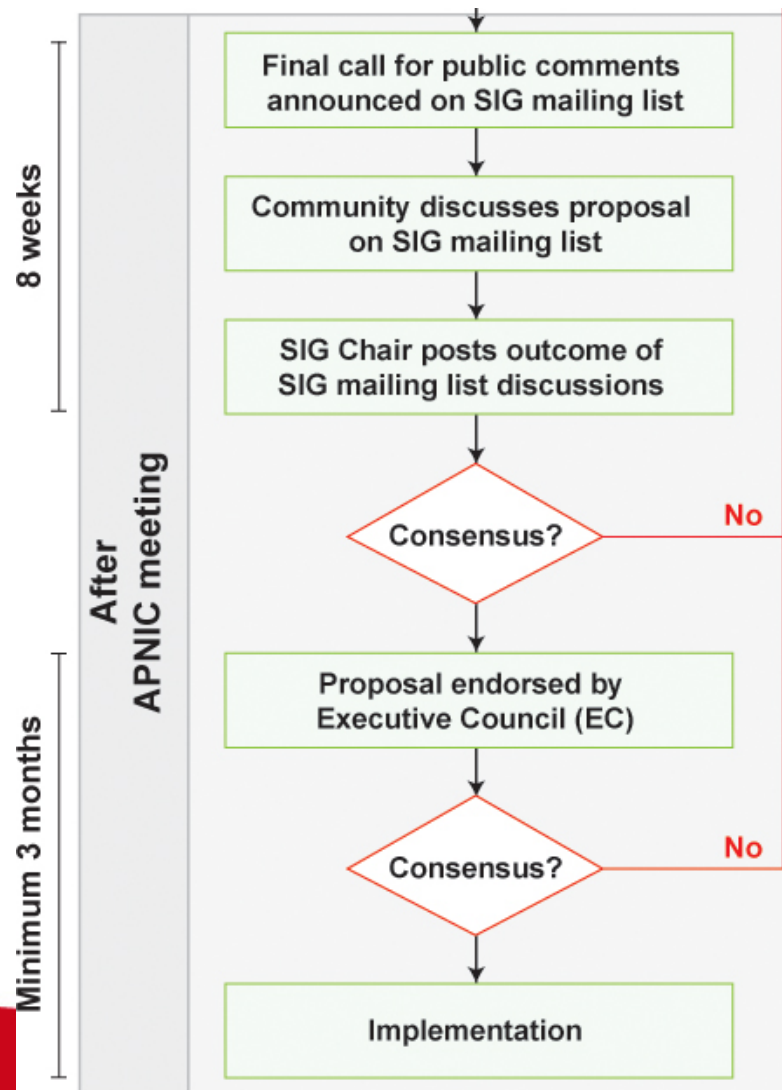 8 weeks
After
APNIC meeting
Minimum 3 months
Final call for public comments
announced on SIG mailing list
Community discusses proposal
on SIG mailing list
SIG Chair posts outcome of
SIG mailing list discussions
Consensus?
No
Proposal endorsed by
Executive Council (EC)
Consensus?
No
Implementation